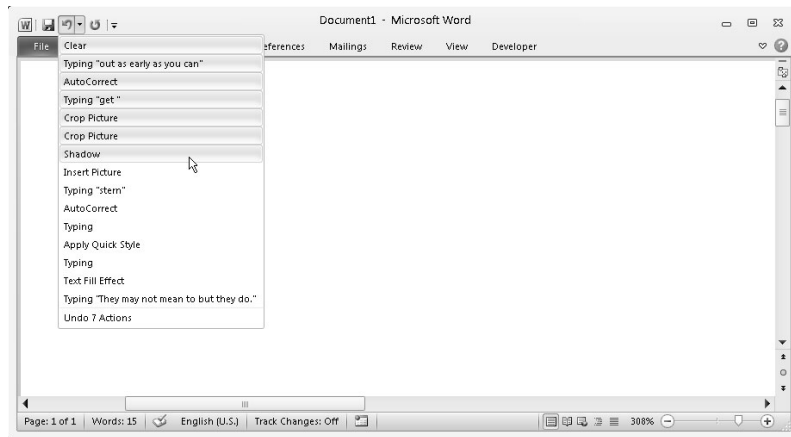 W
Document1 - Microsoft Word
File eferences Mailings Review View Developer
Clear
Typing "out as early as you can"
AutoCorrect
Typing "get "
Crop Picture
Crop Picture
Shadow
Insert Picture
Typing "stern"
AutoCorrect
Typing
Apply Quick Style
Typing
Text Fill Effect
Typing "They may not mean to but they do."
Undo 7 Actions
Page: 1 of 1 Words: 15 English (U.S.) Track Changes: Off 308%